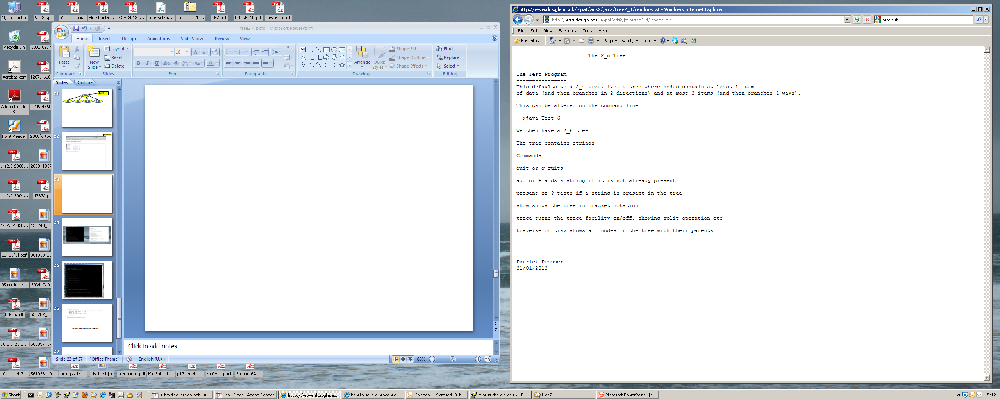 My Computer
97_27.ps
a1_4-michai...
BlitzsteinDia...
ECAI2012_...
heartsutra....
minisat+_20...
p57.pdf
RR_95_10.pdf
survey_p.pdf
Recycle Bin
1002.0217
Acrobat.com
1207.4616
Adobe Reader 9
1209.4560
Foxit Reader
2008fortwo
1-s2.0-S000...
2663_1037
1-s2.0-S004...
47332.pc
1-s2.0-S030...
150243_10
02_11[1].pdf
301833_26
05+colin+e...
393440a0[
08-cp.pdf
533787_10
10.1.1.21.2...
560357_37
10.1.1.44.3...
561936_10...
beingssutr...
disabled.jpg
greenbook.pdf
MiniSat+[1...
p13-kroeke...
robIrving.pdf
Stephen%...
tree2_4.pptx - Microsoft PowerPoint
Home
Insert
Design
Animations
Slide Show
Review
View
Paste
New Slide
Layout
Reset
Delete
18
Arrange
Quick Styles
Shape Fill
Shape Outline
Shape Effects
Find
Replace
Select
Clipboard
Slides
Font
Paragraph
Drawing
Editing
Slides
Outline
21
Split X
22
23
24
25
26
27
Click to add notes
Slide 23 of 27
"Office Theme"
English (U.K.)
88%
http://www.dcs.gla.ac.uk/~pat/ads2/java/tree2_4/readme.txt - Windows Internet Explorer
http://www.dcs.gla.ac.uk/~pat/ads2/java/tree2_4/readme.txt
arraylist
File Edit View Favorites Tools Help
Favorites
Page Safety Tools
The 2_m Tree
------------
The Test Program
----------------
This defaults to a 2_4 tree, i.e. a tree where nodes contain at least 1 item
of data (and then branches in 2 directions) and at most 3 items (and then branches 4 ways).
This can be altered on the command line
>java Test 6
We then have a 2_6 tree
The tree contains strings
Commands
--------
quit or q quits
add or + adds a string if it is not already present
present or ? tests if a string is present in the tree
show shows the tree in bracket notation
trace turns the trace facility on/off, showing split operation etc
traverse or trav shows all nodes in the tree with their parents
Patrick Prosser
31/01/2013
Start
submittedVersion.pdf - A...
ijcai13.pdf - Adobe Reader
http://www.dcs.gla.a...
how to save a window a...
Calendar - Microsoft Outl...
cyprus.dcs.gla.ac.uk - P...
tree2_4
Microsoft PowerPoint - [t...
15:12